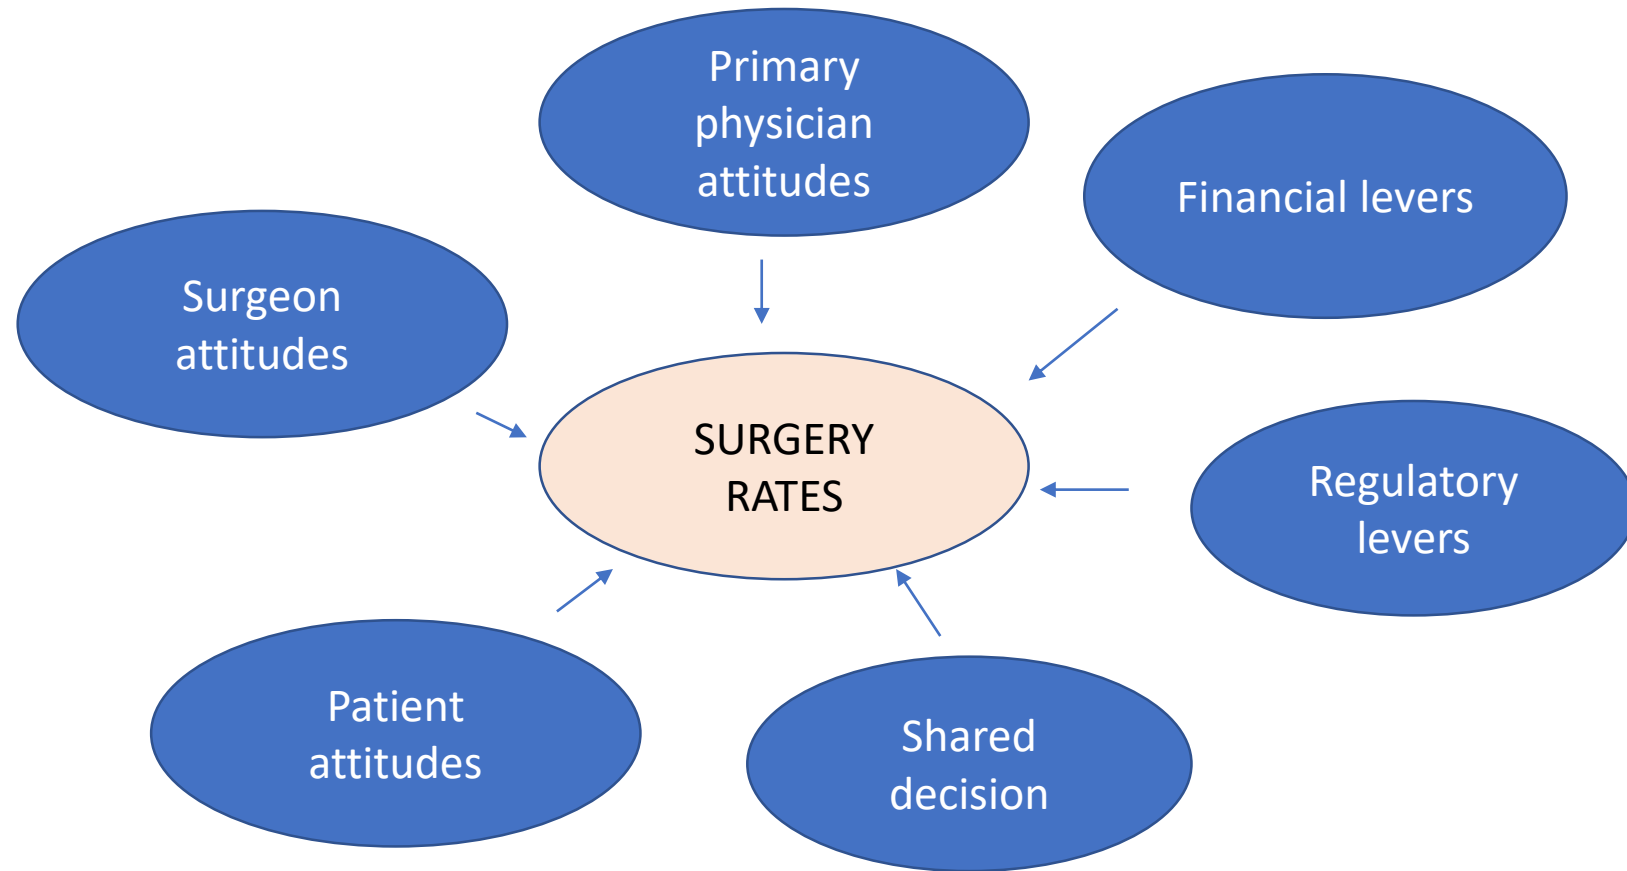 Primary
physician
attitudes
Financial levers
Surgeon
attitudes
SURGERY
RATES
Regulatory
levers
Patient
attitudes
Shared
decision